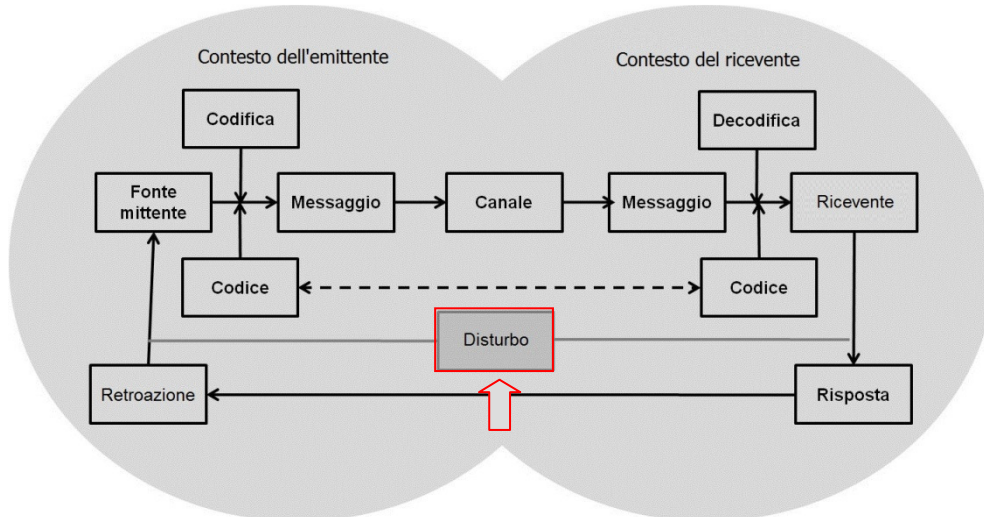 Contesto dell'emittente
Contesto del ricevente
Codifica
Decodifica
Fonte
mittente
Messaggio
Canale
Messaggio
Ricevente
Codice
Codice
Disturbo
Retroazione
Risposta